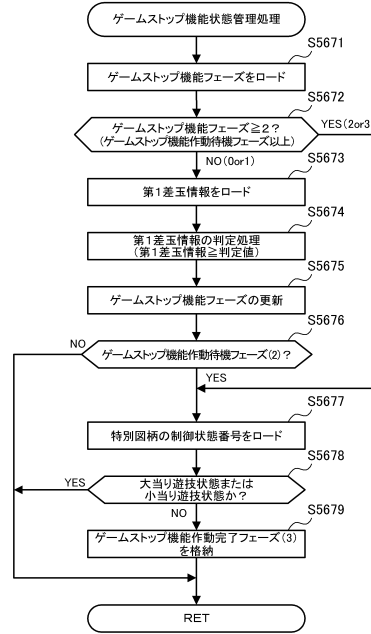 ゲームストップ機能状態管理処理
S5671
ゲームストップ機能フェーズをロード
S5672
ゲームストップ機能フェーズ≧2?
(ゲームストップ機能作動待機フェーズ以上)
YES(2or3
NO(0or1)
S5673
第1差玉情報をロード
S5674
第1差玉情報の判定処理
(第1差玉情報≧判定値)
S5675
ゲームストップ機能フェーズの更新
S5676
NO
ゲームストップ機能作動待機フェーズ(2)?
YES
S5677
特別図柄の制御状態番号をロード
S5678
YES
大当り遊技状態または
小当り遊技状態か?
NO
S5679
ゲームストップ機能作動完了フェーズ(3)
を格納
RET